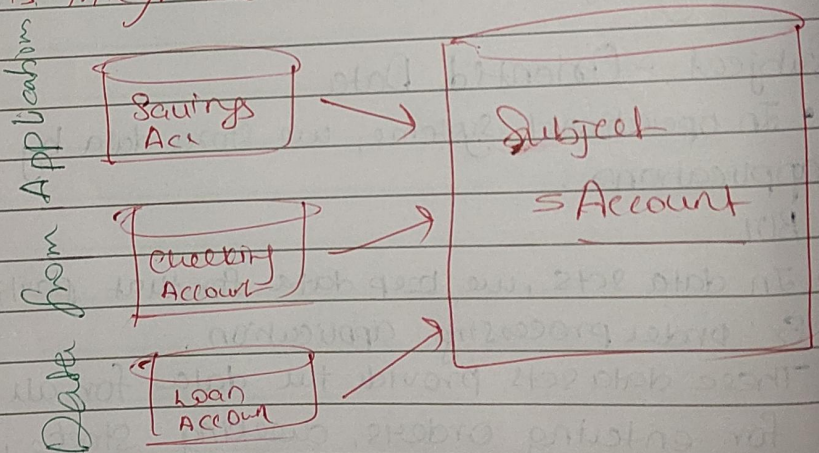 Data from Application
Savings
Acc
Checking
Account
Loan
Account
Subject
= Account